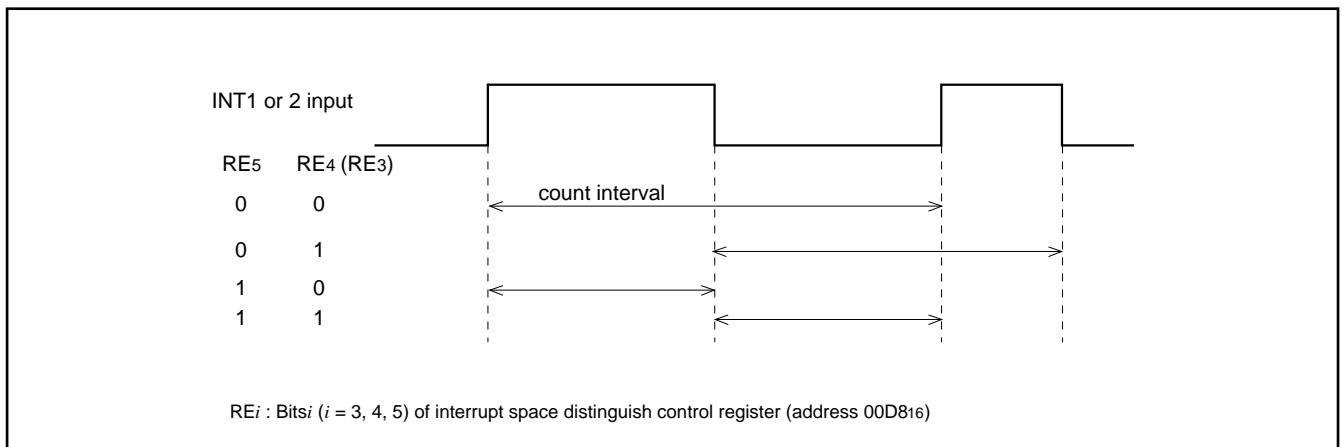 INT1 or 2 input
RE5 RE4 (RE3)
0 0 count interval
0 1
1 0
1 1
REi : Bitsi (i = 3, 4, 5) of interrupt space distinguish control register (address 00D816)